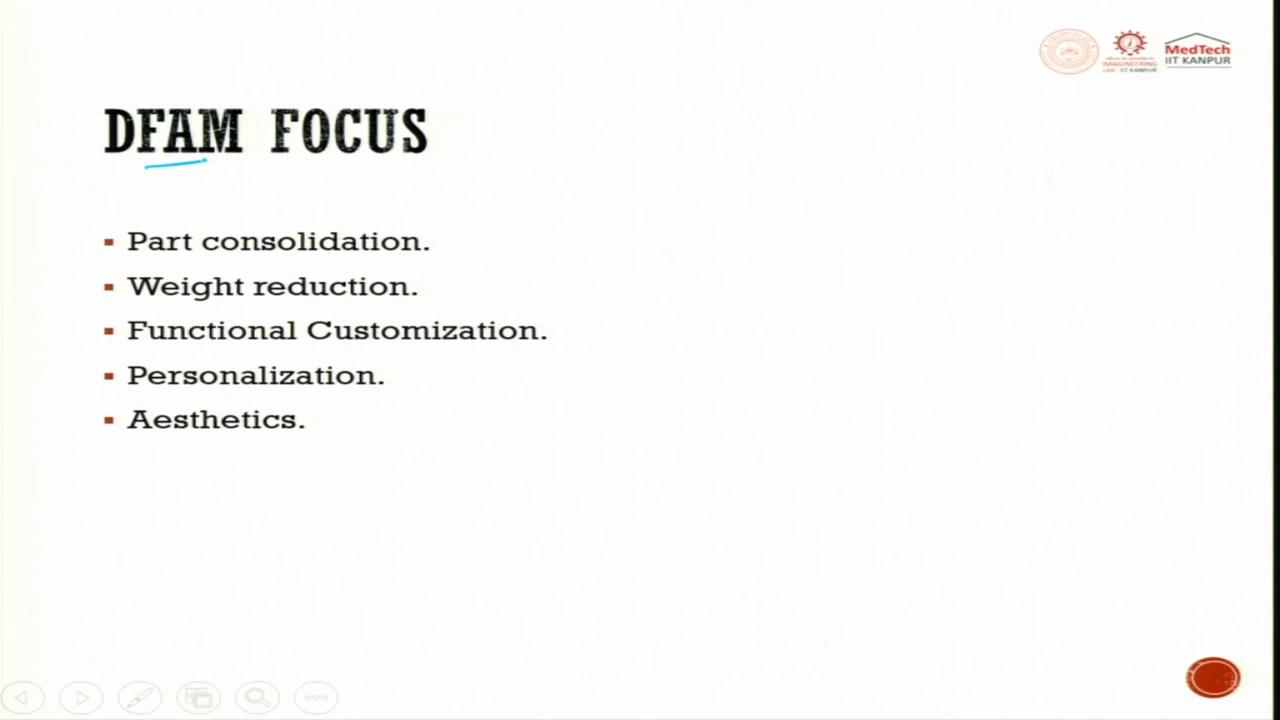 MedTech
IIT KANPUR
DFAM FOCUS
Part consolidation.
Weight reduction.
Functional Customization.
Personalization.
Aesthetics.